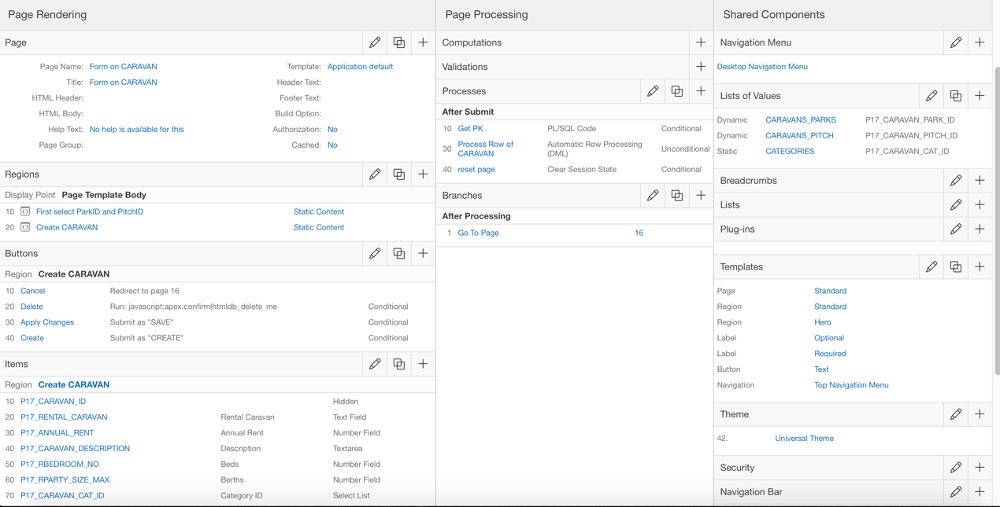 Page Rendering
Page
Page Name: Form on CARAVAN Template: Application default
Title: Form on CARAVAN Header Text:
HTML Header: Footer Text:
HTML Body: Build Option:
Help Text: No help is available for this Authorization: No
Page Group: Cached: No
Regions
Display Point Page Template Body
10 First select ParkID and PitchID Static Content
20 Create CARAVAN Static Content
Buttons
Region Create CARAVAN
10 Cancel Redirect to page 16
20 Delete Run: javascript:apex.confirm(htmldb_delete_me Conditional
30 Apply Changes Submit as "SAVE" Conditional
40 Create Submit as "CREATE" Conditional
Items
Region Create CARAVAN
10 P17_CARAVAN_ID Hidden
20 P17_RENTAL_CARAVAN Rental Caravan Text Field
30 P17_ANNUAL_RENT Annual Rent Number Field
40 P17_CARAVAN_DESCRIPTION Description Textarea
50 P17_RBEDROOM_NO Beds Number Field
60 P17_RPARTY_SIZE_MAX Berths Number Field
70 P17_CARAVAN_CAT_ID Category ID Select List
Page Processing
Computations
Validations
Processes
After Submit
10 Get PK PL/SQL Code Conditional
30 Process Row of CARAVAN Automatic Row Processing (DML) Unconditional
40 reset page Clear Session State Conditional
Branches
After Processing
1 Go To Page 16
Shared Components
Navigation Menu
Desktop Navigation Menu
Lists of Values
Dynamic CARAVANS_PARKS P17_CARAVAN_PARK_ID
Dynamic CARAVANS_PITCH P17_CARAVAN_PITCH_ID
Static CATEGORIES P17_CARAVAN_CAT_ID
Breadcrumbs
Lists
Plug-ins
Templates
Page Standard
Region Standard
Region Hero
Label Optional
Label Required
Button Text
Navigation Top Navigation Menu
Theme
42. Universal Theme
Security
Navigation Bar